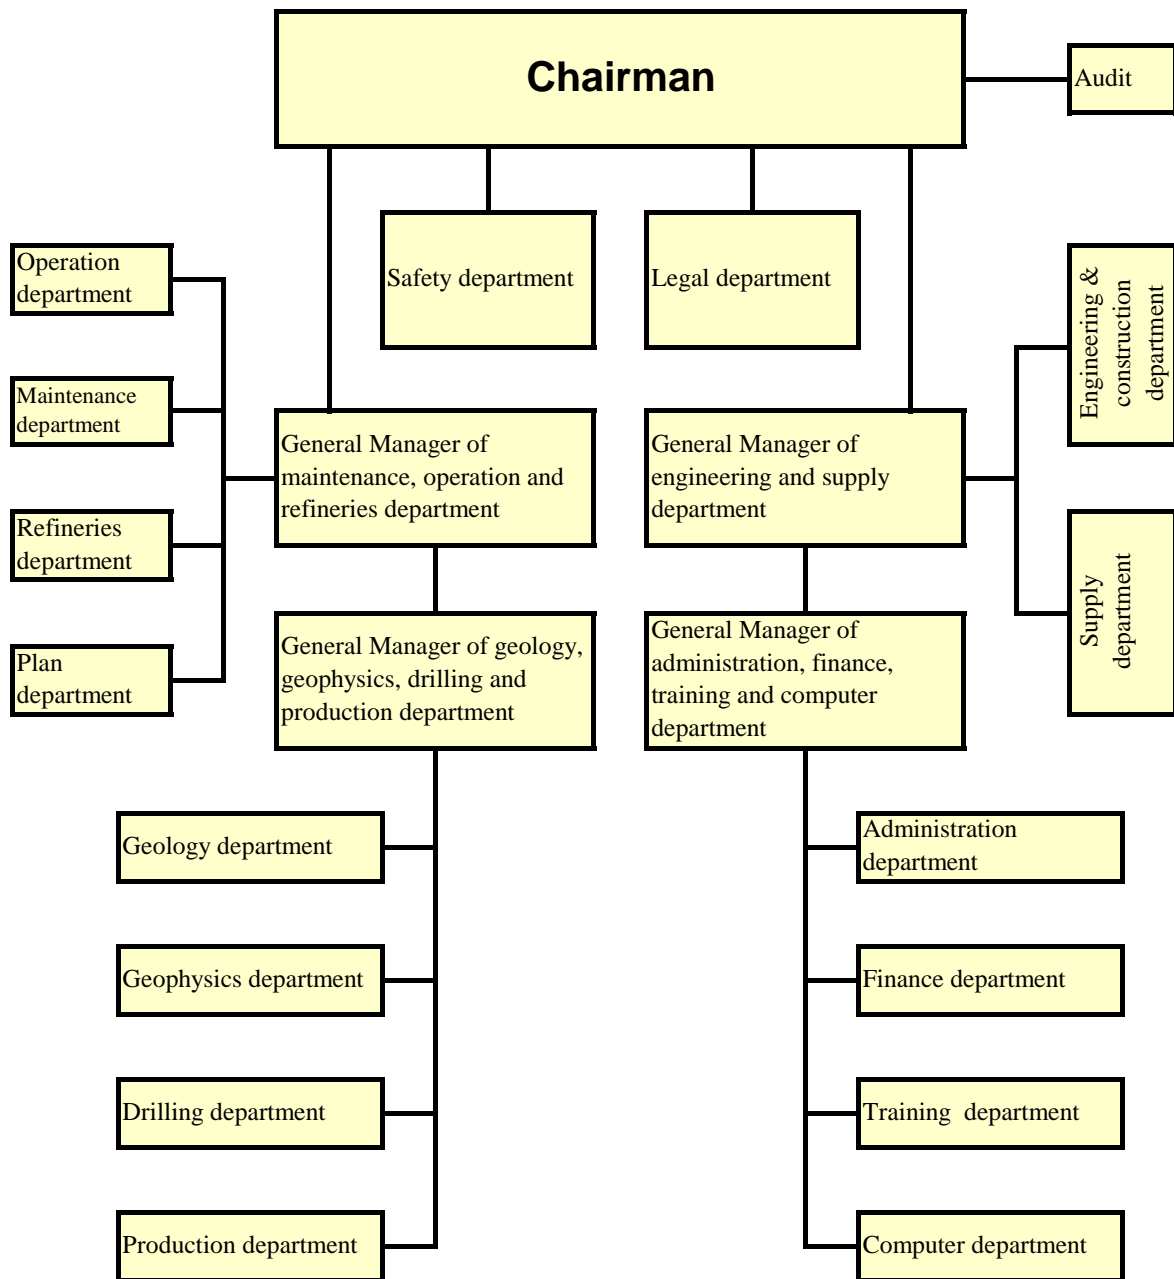 Chairman
Audit
Safety department
Legal department
Operation
department
Maintenance
department
Refineries
department
Plan
department
General Manager of
maintenance, operation and
refineries department
General Manager of
engineering and supply
department
Engineering &
construction
department
Supply
department
General Manager of geology,
geophysics, drilling and
production department
General Manager of
administration, finance,
training and computer
department
Geology department
Geophysics department
Drilling department
Production department
Administration
department
Finance department
Training  department
Computer department